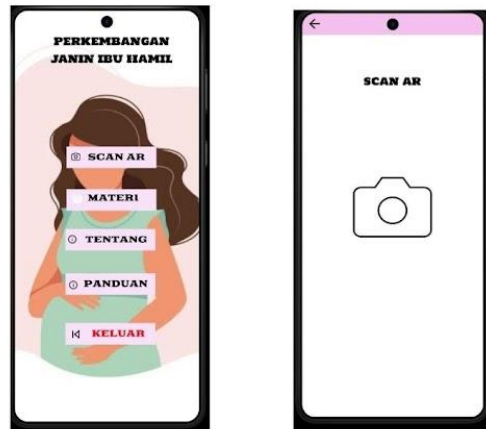 PERKEMBANGAN
JANIN IBU HAMIL
SCAN AR
MATERI
TENTANG
PANDUAN
KELUAR
SCAN AR